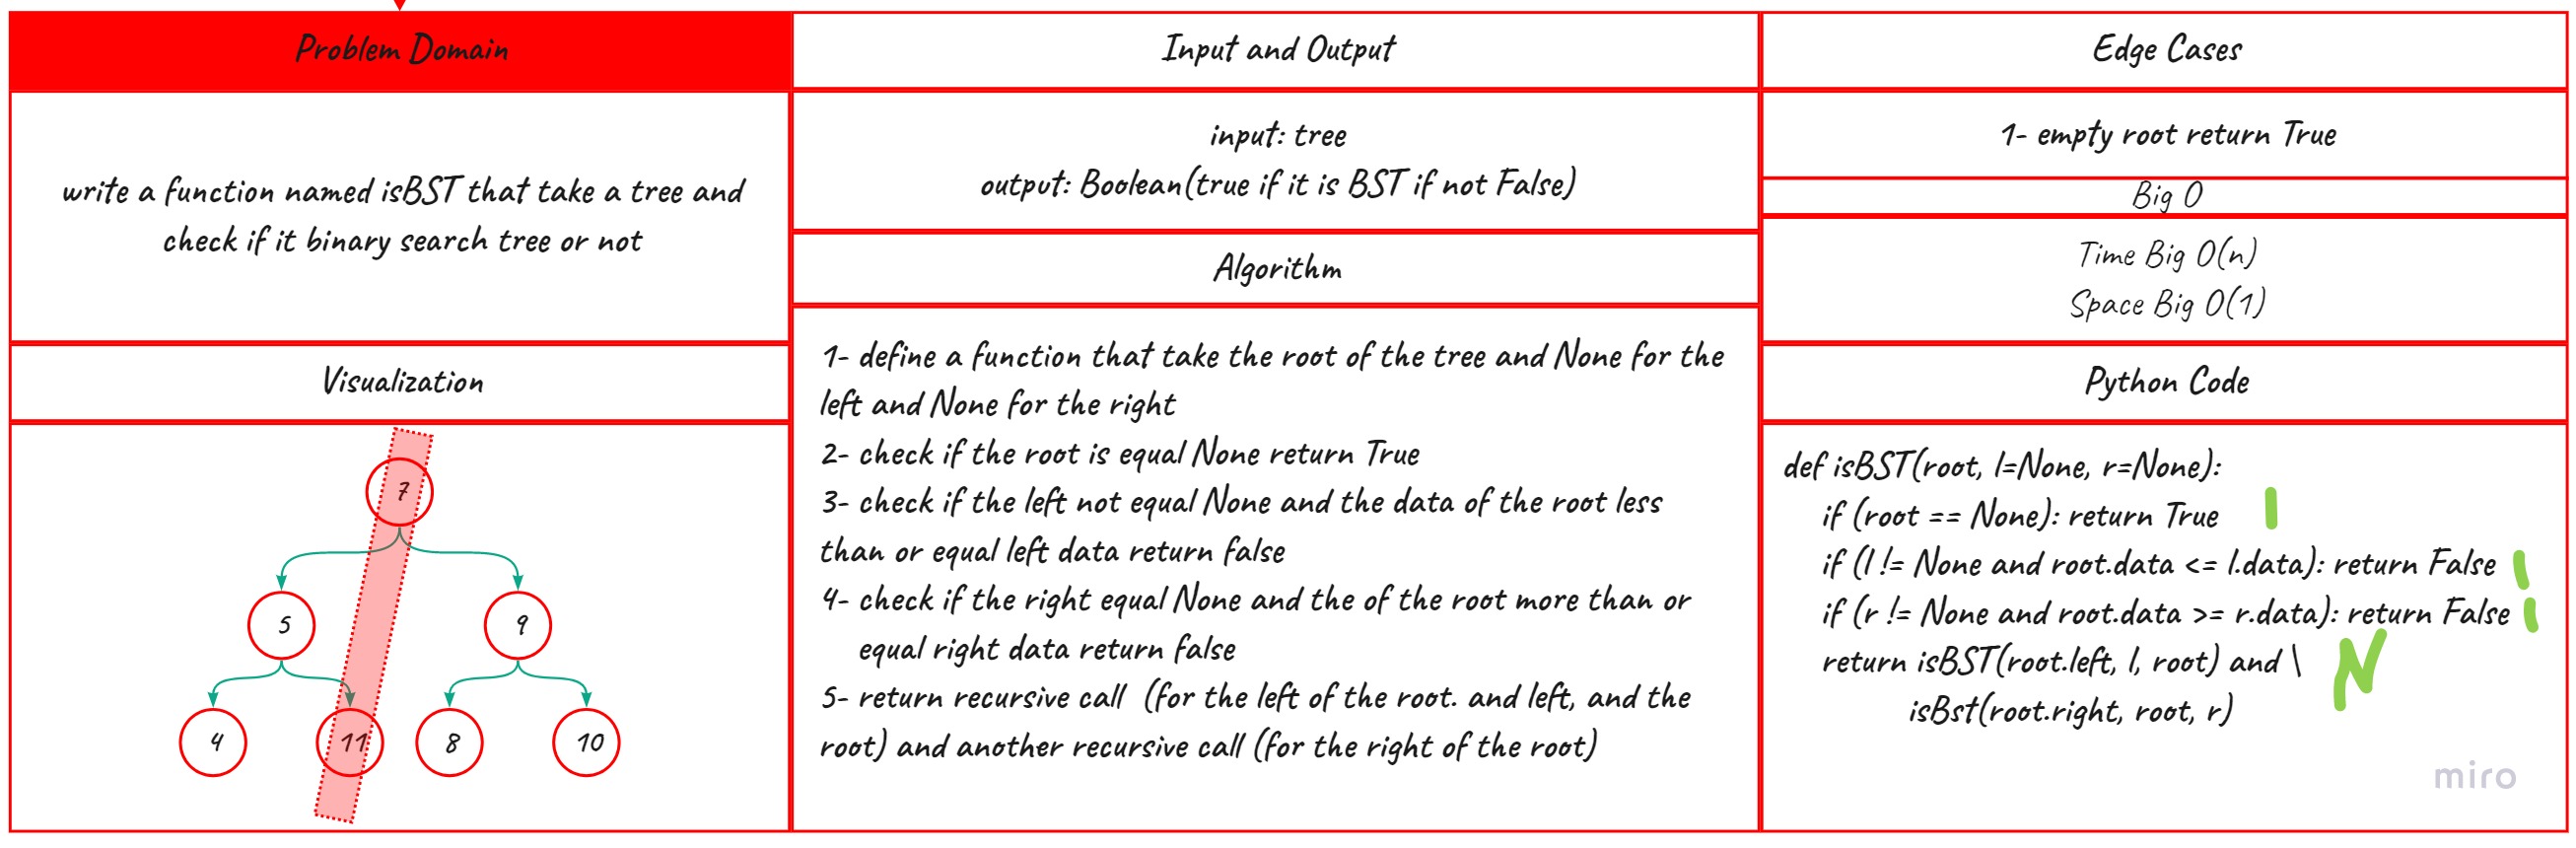 Problem Domain
write a function named isBST that take a tree and
check if it binary search tree or not
Visualization
7
5
9
4
11
8
10
Input and Output
input: tree
output: Boolean(true if it is BST if not False)
Algorithm
1- define a function that take the root of the tree and None for the
left and None for the right
2- check if the root is equal None return True
3- check if the left not equal None and the data of the root less
than or equal left data return false
4- check if the right equal None and the of the root more than or
equal right data return false
5- return recursive call (for the left of the root. and left, and the
root) and another recursive call (for the right of the root)
Edge Cases
1- empty root return True
Big O
Time Big O(n)
Space Big O(1)
Python Code
def isBST(root, l=None, r=None):
if (root == None): return True 1
if (l != None and root.data <= l.data): return False 1
if (r != None and root.data >= r.data): return False 1
return isBST(root.left, l, root) and \ N
isBst(root.right, root, r)
miro